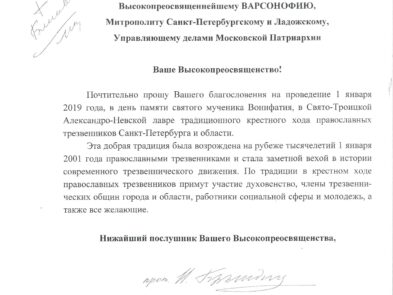 Высокопреосвященнейшему ВАРСОНОФИЮ,
Митрополиту Санкт-Петербургскому и Ладожскому,
Управляющему делами Московской Патриархии
Ваше Высокопреосвященство!
Почтительно прошу Вашего благословения на проведение 1 января
2019 года, в день памяти святого мученика Вонифатия, в Свято-Троицкой
Александро-Невской лавре традиционного крестного хода православных
трезвенников Санкт-Петербурга и области.
Эта добрая традиция была возрождена на рубеже тысячелетий 1 января
2001 года православными трезвенниками и стала заметной вехой в истории
современного трезвеннического движения. По традиции в крестном ходе
православных трезвенников примут участие духовенство, члены трезвенни-
ческих общин города и области, работники социальной сферы и молодежь, а
также все желающие.
Нижайший послушник Вашего Высокопреосвященства,